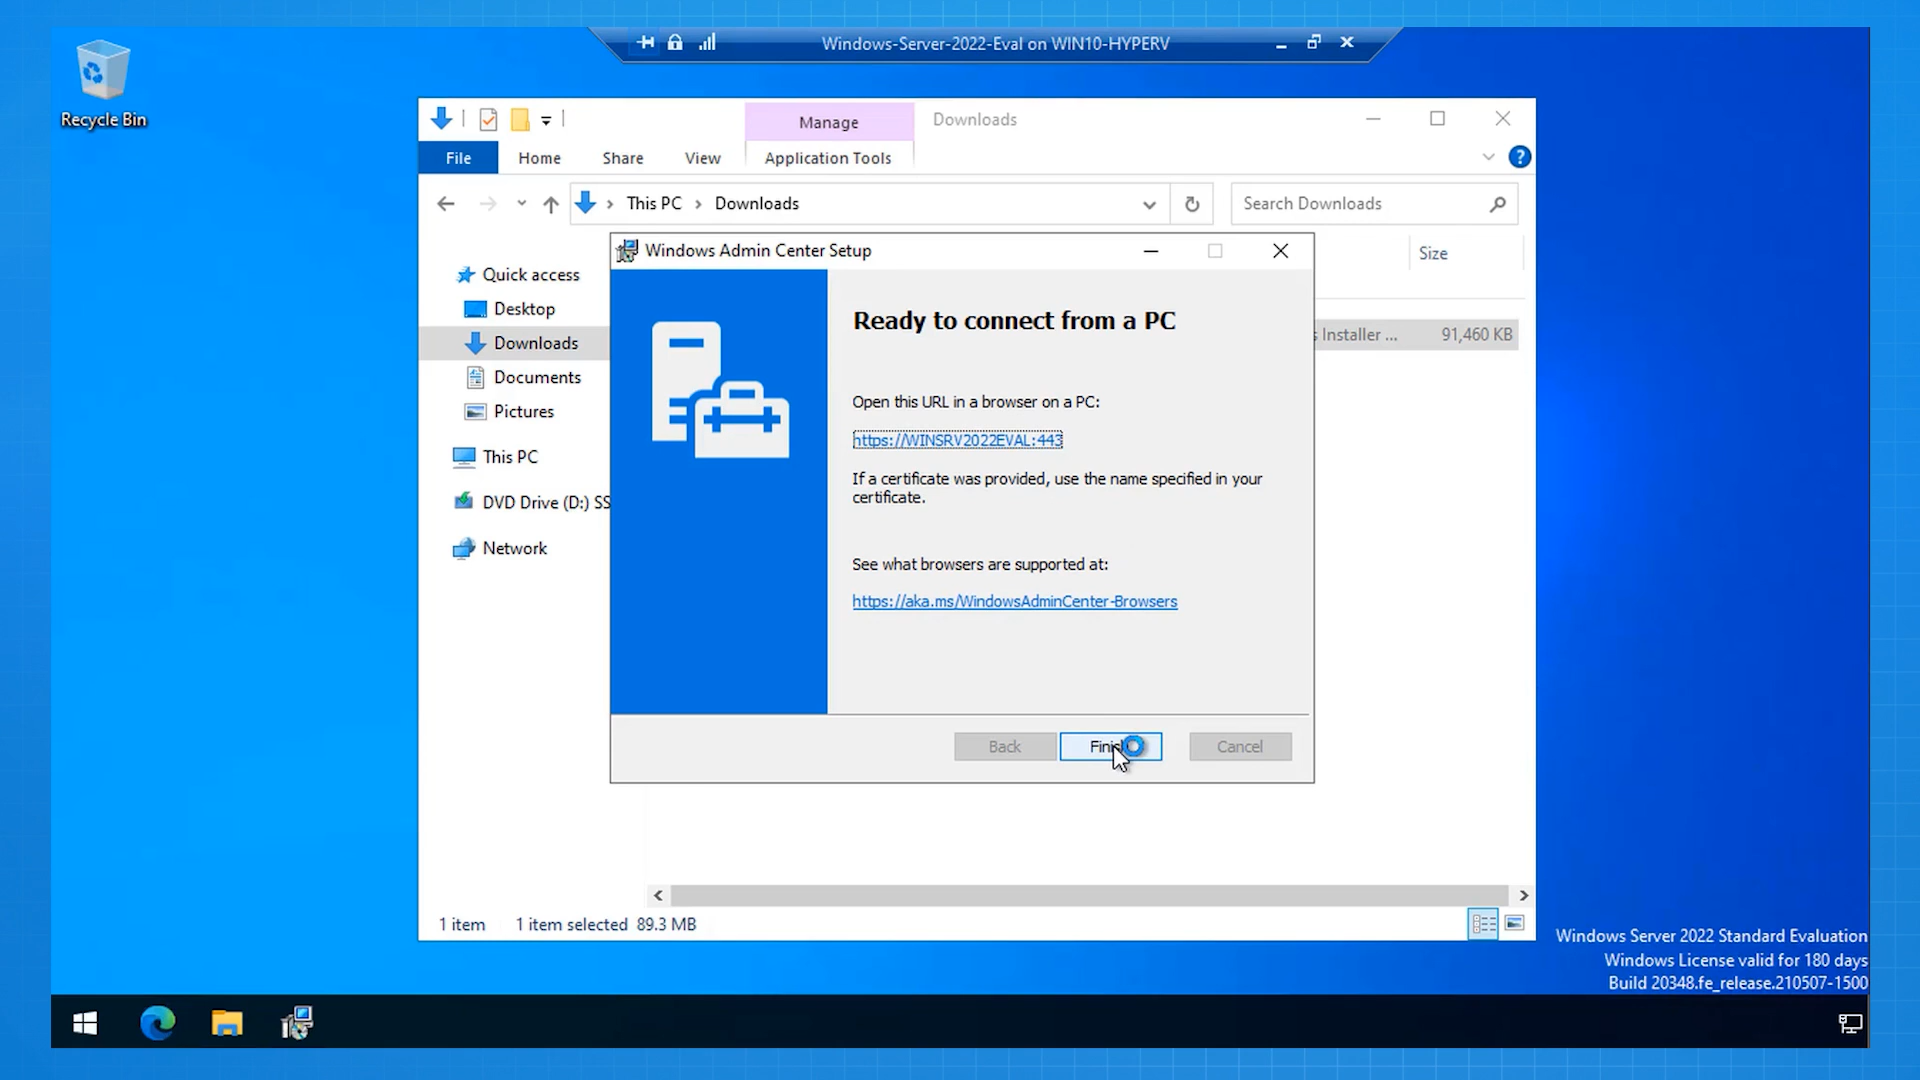 Windows-Server-2022-Eval on WIN10-HYPERV
Recycle Bin
Manage
Downloads
File
Home
Share
View
Application Tools
This PC
Downloads
Search Downloads
Windows Admin Center Setup
Size
Quick access
Desktop
Downloads
Documents
Pictures
This PC
DVD Drive (D:) SS
Network
Installer ...
91,460 KB
Ready to connect from a PC
Open this URL in a browser on a PC:
https://WINSRV2022EVAL:443
If a certificate was provided, use the name specified in your
certificate.
See what browsers are supported at:
https://aka.ms/WindowsAdminCenter-Browsers
Back
Finish
Cancel
1 item
1 item selected 89.3 MB
Windows Server 2022 Standard Evaluation
Windows License valid for 180 days
Build 20348.fe_release.210507-1500